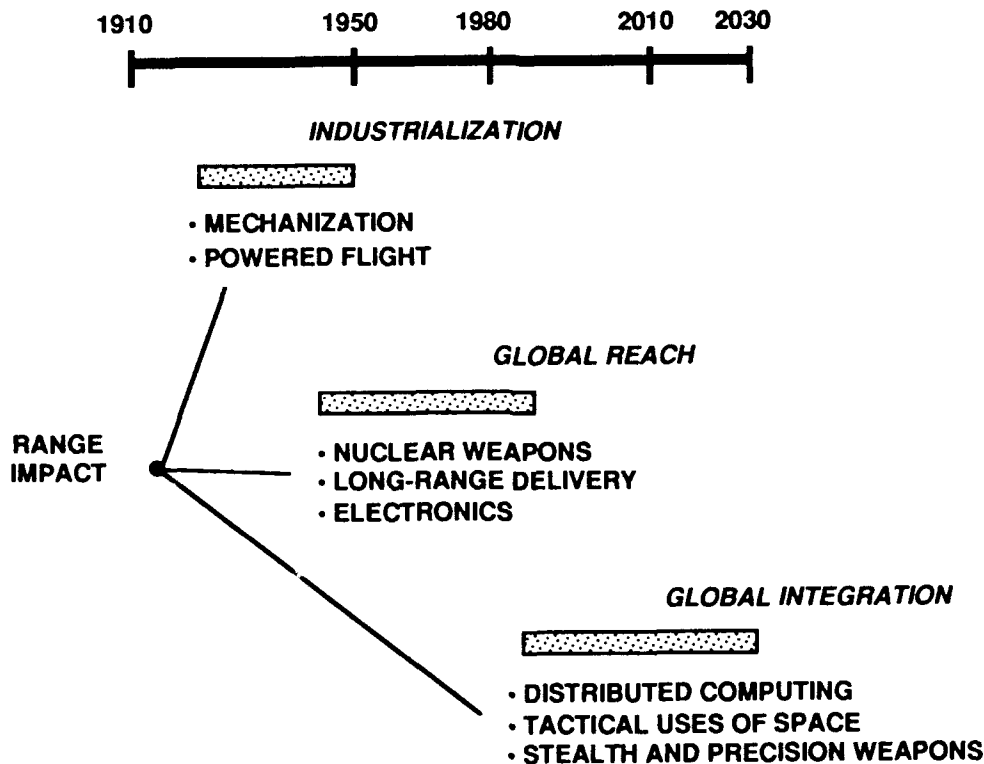 1910 1950 1980 2010 2030
INDUSTRIALIZATION
• MECHANIZATION
• POWERED FLIGHT
GLOBAL REACH
RANGE
IMPACT
• NUCLEAR WEAPONS
• LONG-RANGE DELIVERY
• ELECTRONICS
GLOBAL INTEGRATION
• DISTRIBUTED COMPUTING
• TACTICAL USES OF SPACE
• STEALTH AND PRECISION WEAPONS